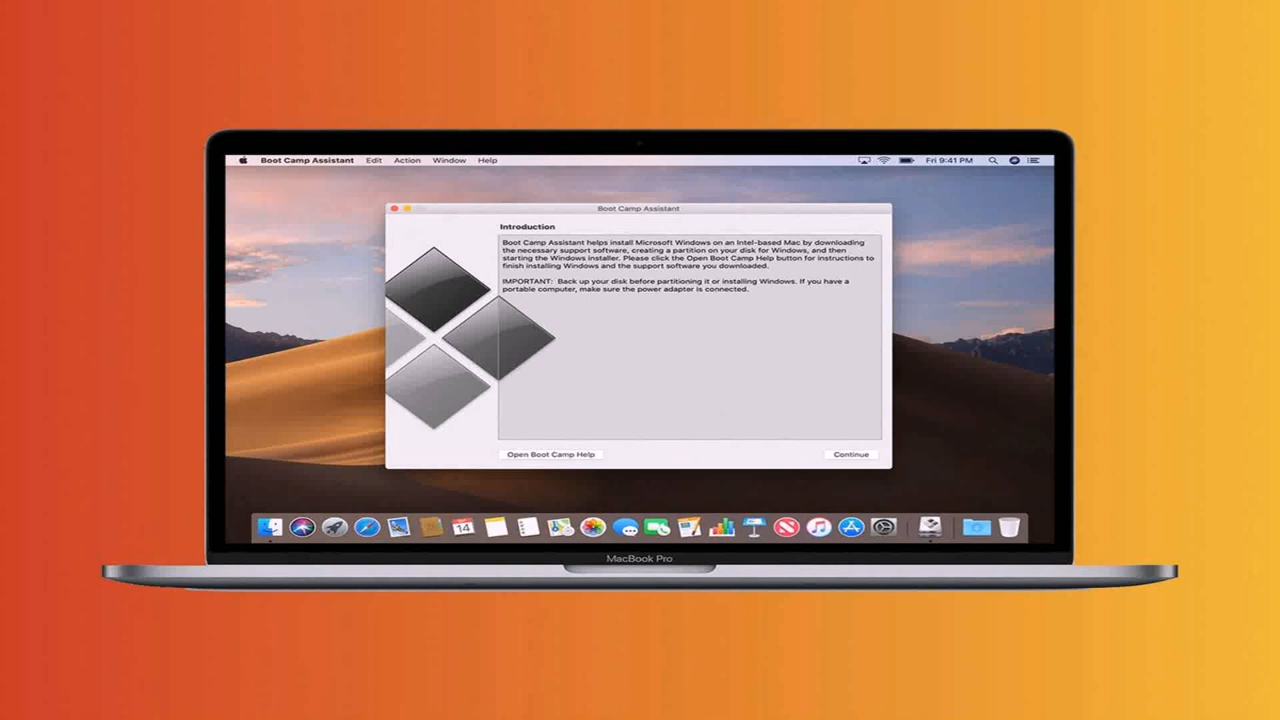 Boot Camp Assistant Edit Action Window Help Fri 9:41 PM
Boot Camp Assistant
Introduction
Boot Camp Assistant helps install Microsoft Windows on an Intel-based Mac by downloading
the necessary support software, creating a partition on your disk for Windows, and then
starting the Windows installer. Please click the Open Boot Camp Help button for instructions to
finish installing Windows and the support software you downloaded.
IMPORTANT: Back up your disk before partitioning it or installing Windows. If you have a
portable computer, make sure the power adapter is connected.
Open Boot Camp Help Continue
14
MacBook Pro